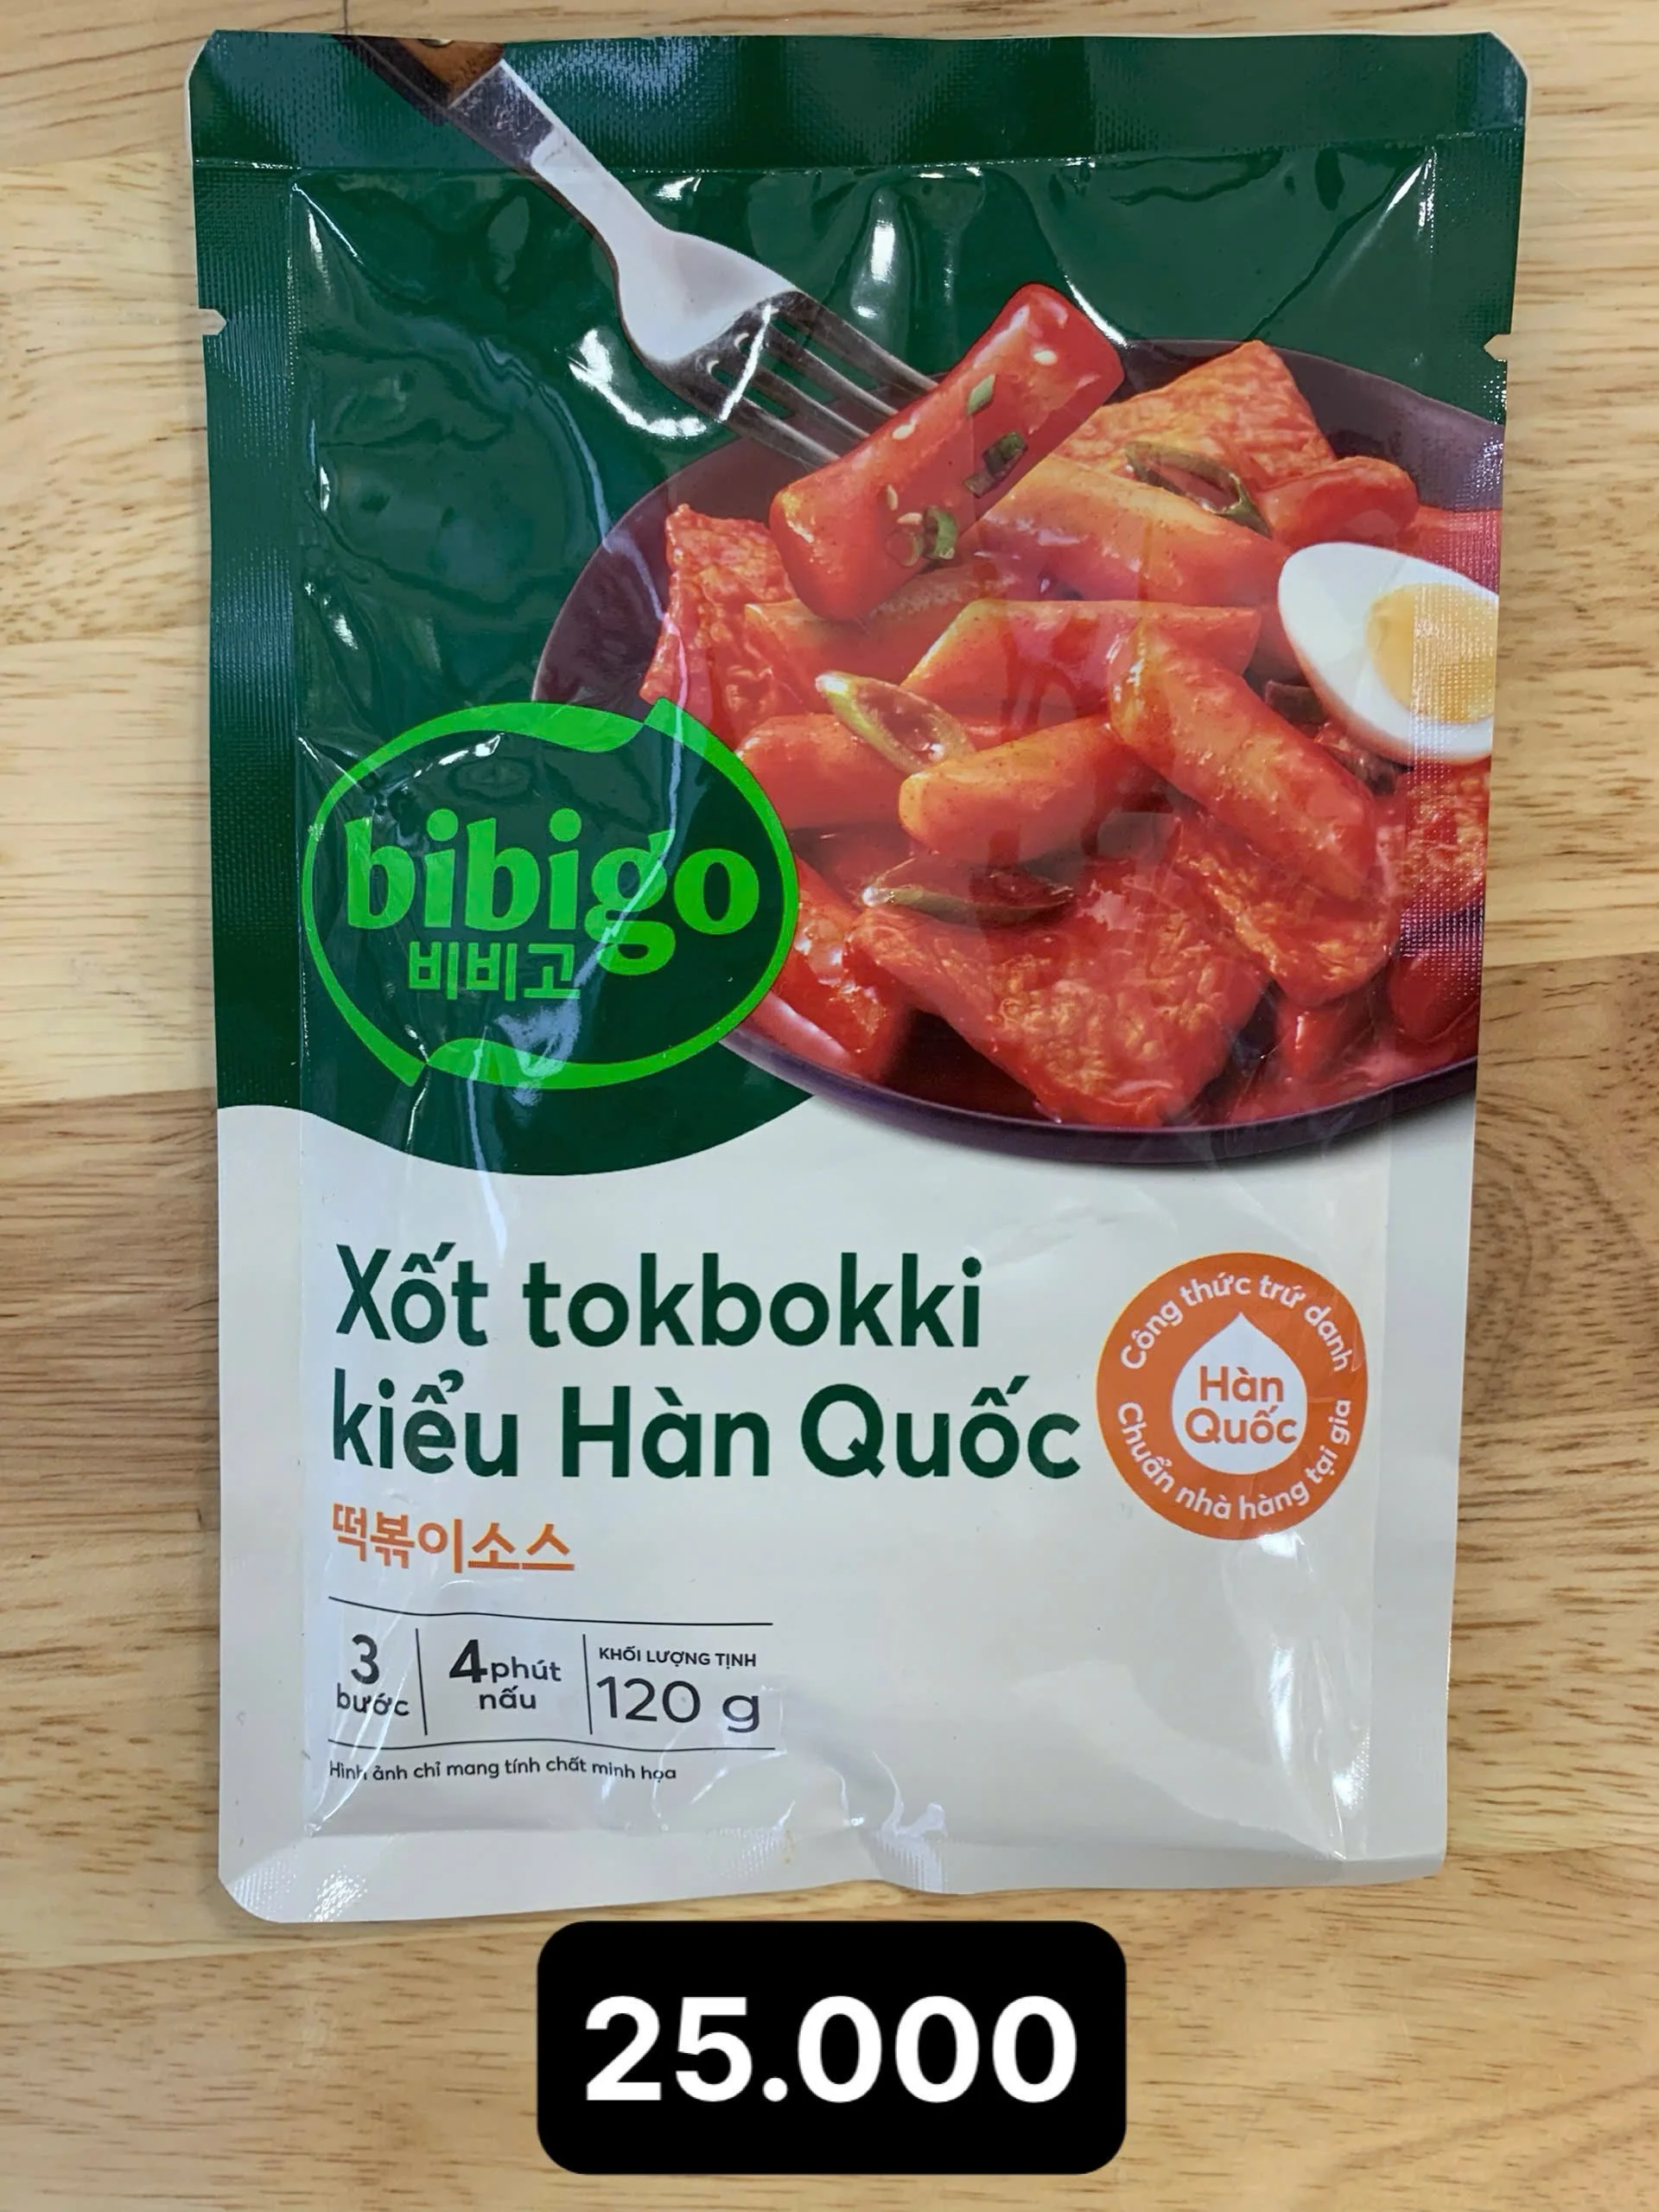 bibigo
비비고
Xốt tokbokki
kiểu Hàn Quốc
떡볶이소스
Công thức trứ danh
Hàn
Quốc
Chuẩn nhà hàng tại gia
3
bước
4 phút
nấu
KHỐI LƯỢNG TỊNH
120 g
Hình ảnh chỉ mang tính chất minh họa
25.000